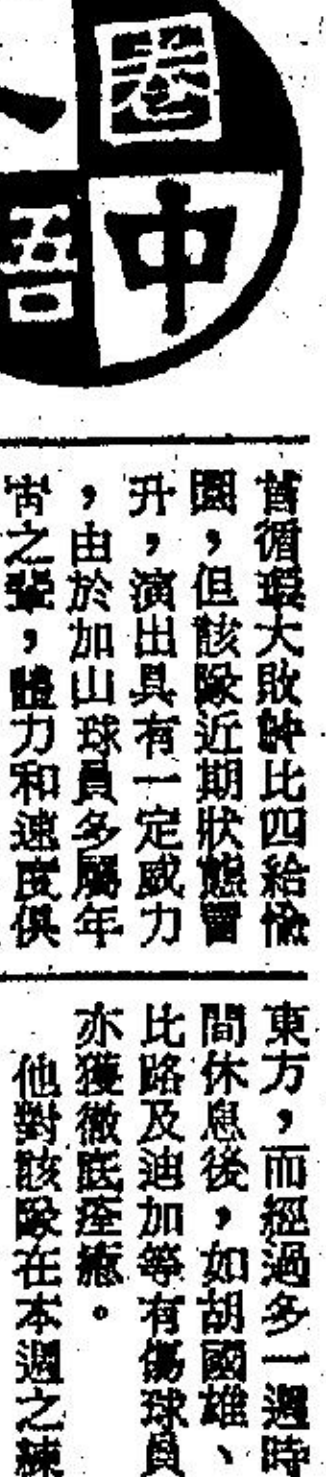 圈中
首循環大敗零比四給愉
園，但該隊近期狀態
升，演出具有一定威力
，由於加山球員多屬年
青之輩，體力和速度俱
東方，而經過多一週時
間休息後，如胡國雄、
比路及迪加等有傷球員
亦獲徹底痊癒。
他對該隊在本週之練